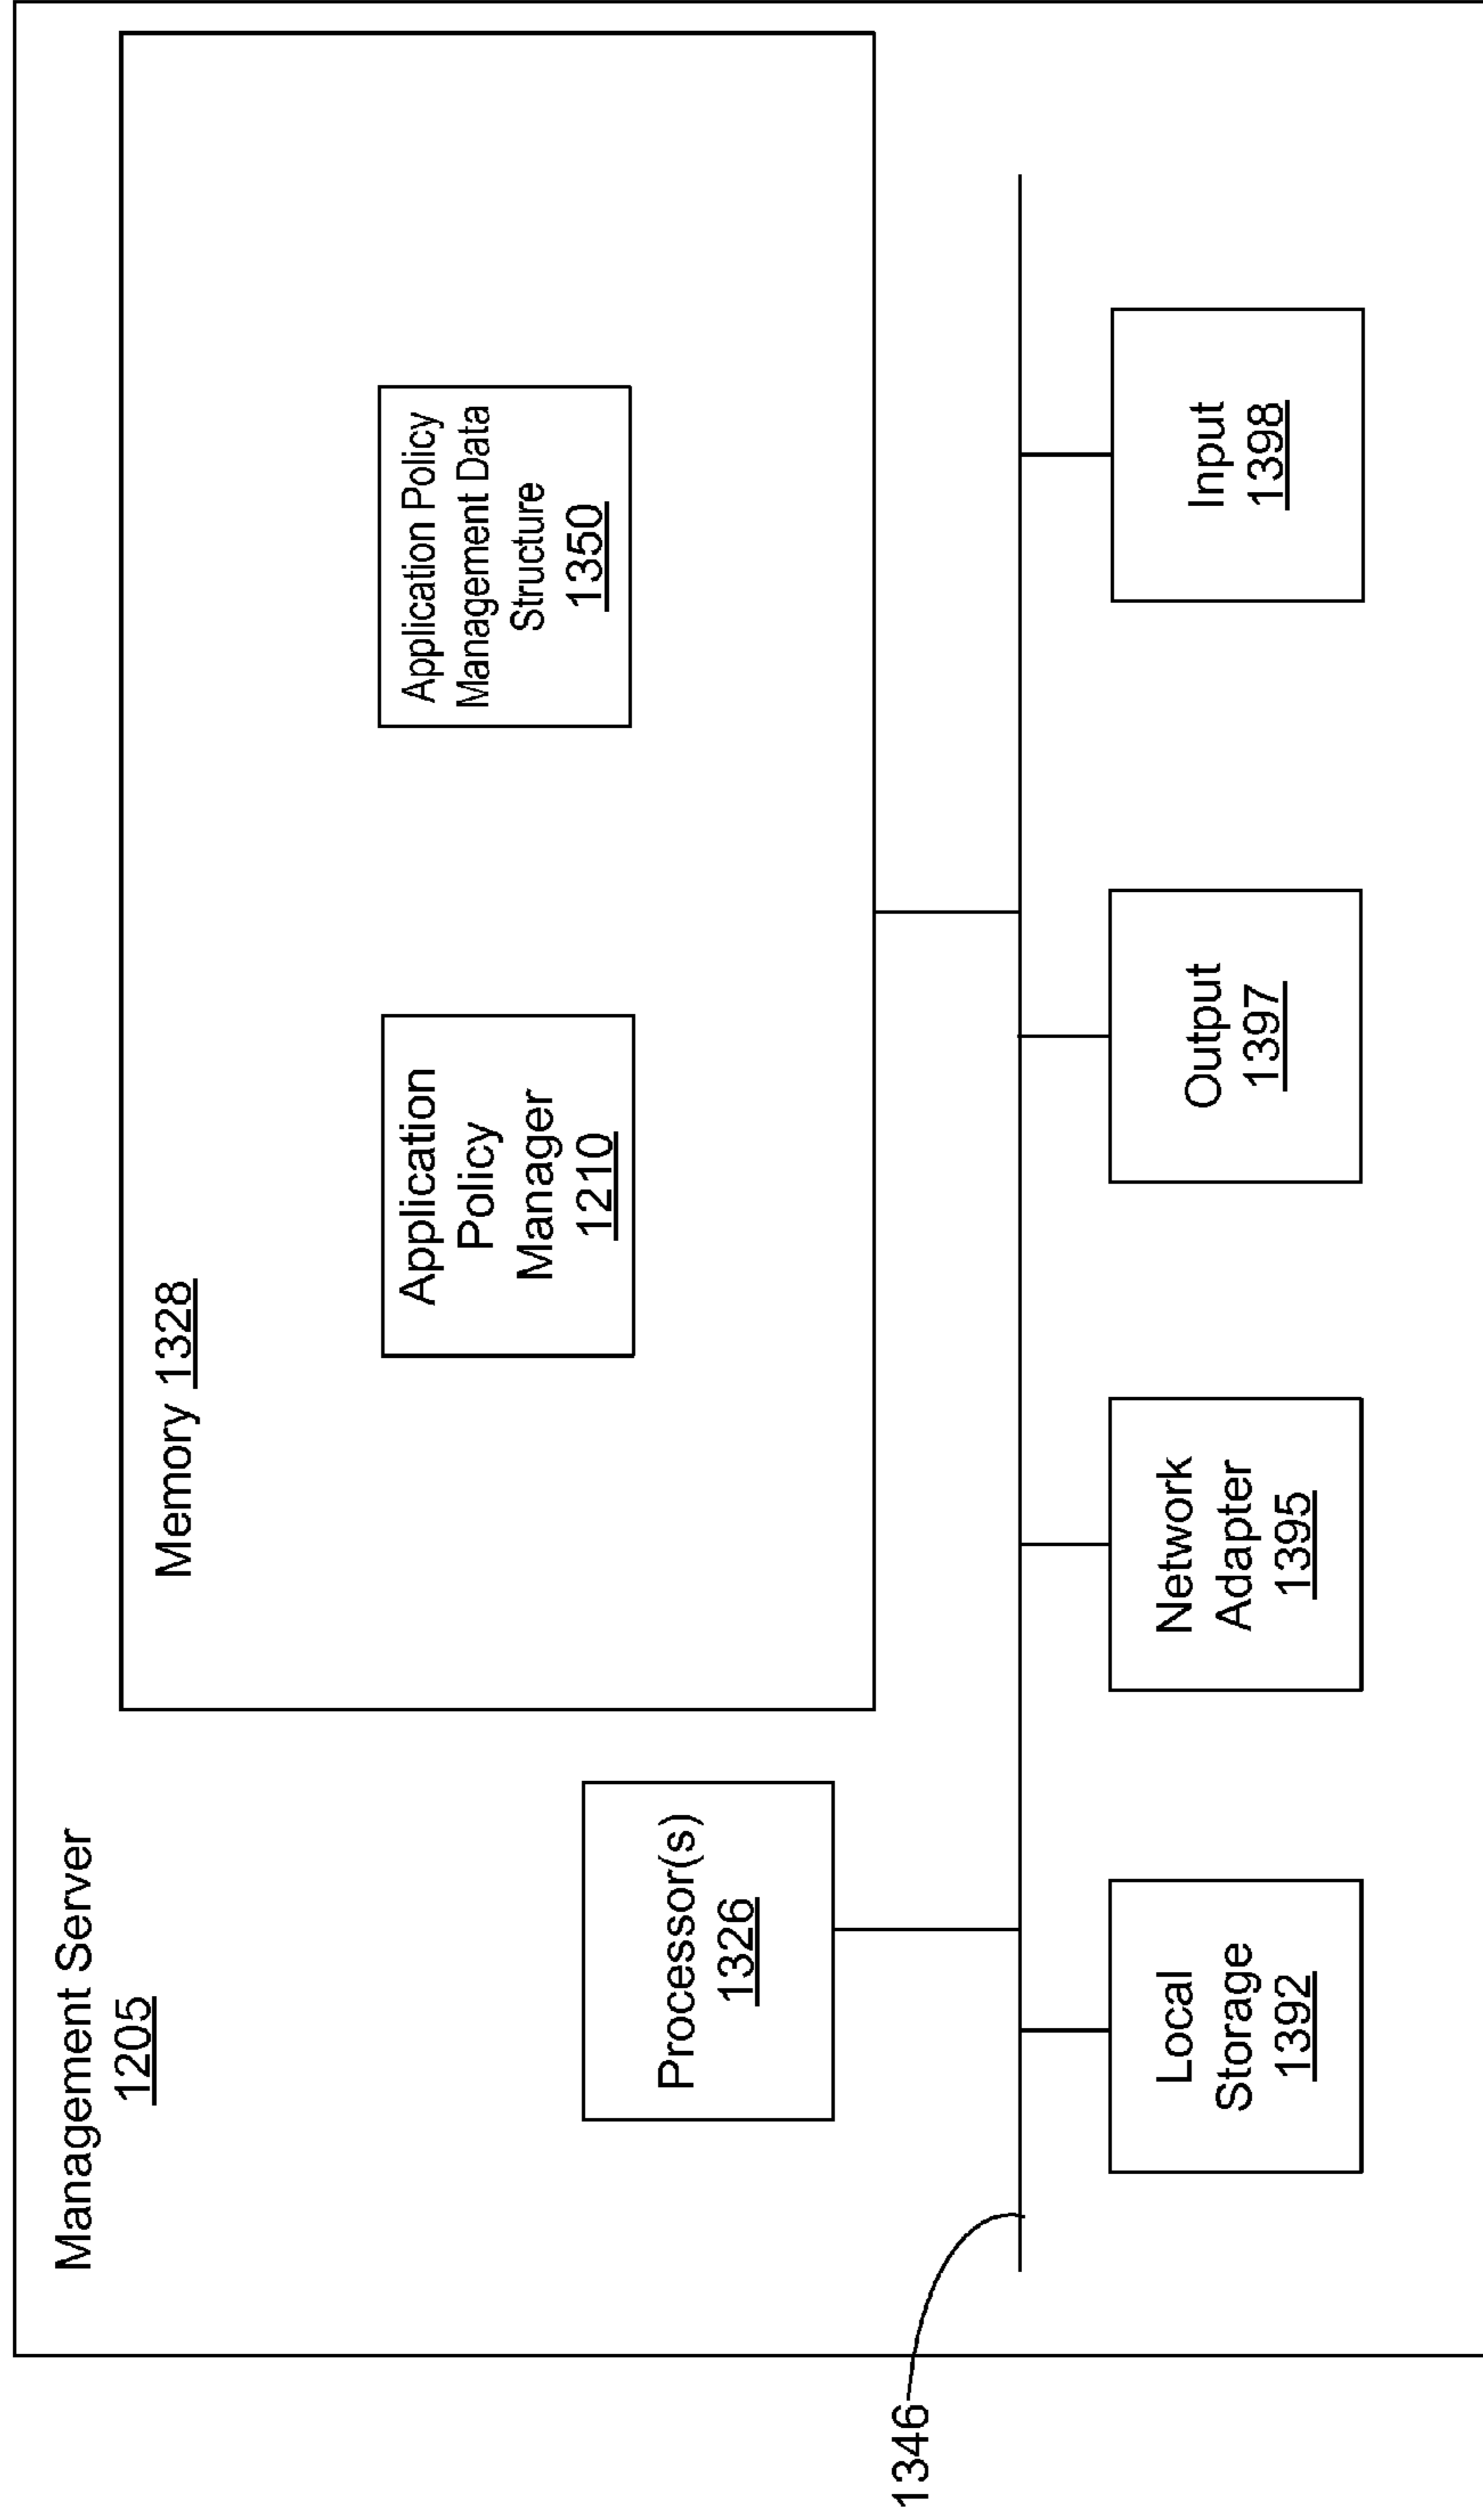 Management Server
1205
Memory 1328
Application
Policy
Manager
1210
Application Policy
Management Data
Structure
1350
Processor(s)
1326
1346
Local
Storage
1392
Network
Adapter
1395
Output
1397
Input
1398